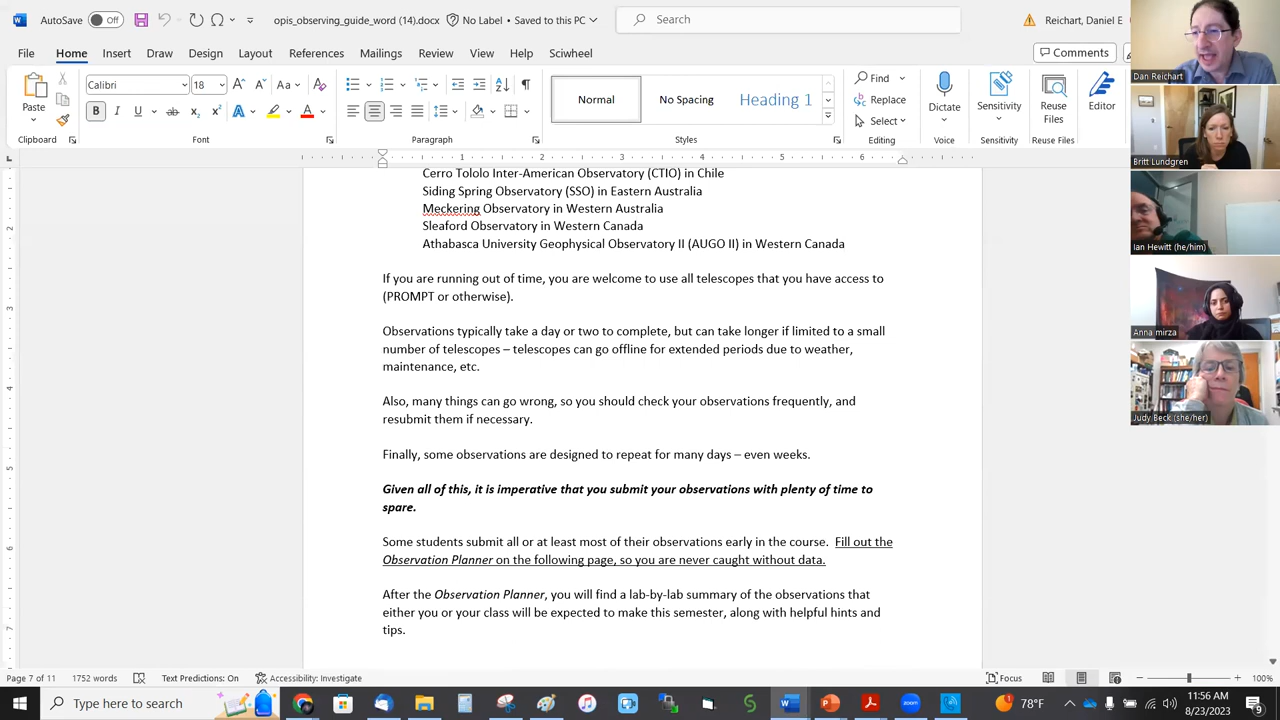 AutoSave Off opis_observing_guide_word (14).docx No Label • Saved to this PC Search Reichart, Daniel E
File Home Insert Draw Design Layout References Mailings Review View Help Sciwheel Comments
Calibri 18 Find
Paste Replace Dictate Sensitivity Reuse Files Editor
Normal No Spacing Heading 1
Select
Clipboard Font Paragraph Styles Editing Voice Sensitivity Reuse Files
1 2 3 4 5 6
Cerro Tololo Inter-American Observatory (CTIO) in Chile
Siding Spring Observatory (SSO) in Eastern Australia
Meckering Observatory in Western Australia
Sleaford Observatory in Western Canada
Athabasca University Geophysical Observatory II (AUGO II) in Western Canada
If you are running out of time, you are welcome to use all telescopes that you have access to
(PROMPT or otherwise).
Observations typically take a day or two to complete, but can take longer if limited to a small
number of telescopes – telescopes can go offline for extended periods due to weather,
maintenance, etc.
Also, many things can go wrong, so you should check your observations frequently, and
resubmit them if necessary.
Finally, some observations are designed to repeat for many days – even weeks.
Given all of this, it is imperative that you submit your observations with plenty of time to
spare.
Some students submit all or at least most of their observations early in the course. Fill out the
Observation Planner on the following page, so you are never caught without data.
After the Observation Planner, you will find a lab-by-lab summary of the observations that
either you or your class will be expected to make this semester, along with helpful hints and
tips.
Dan Reichart
Britt Lundgren
Ian Hewitt (he/him)
Anna mirza
Judy Beck (she/her)
Page 7 of 11 1752 words Text Predictions: On Accessibility: Investigate Focus 100%
Type here to search 78°F 11:56 AM
8/23/2023